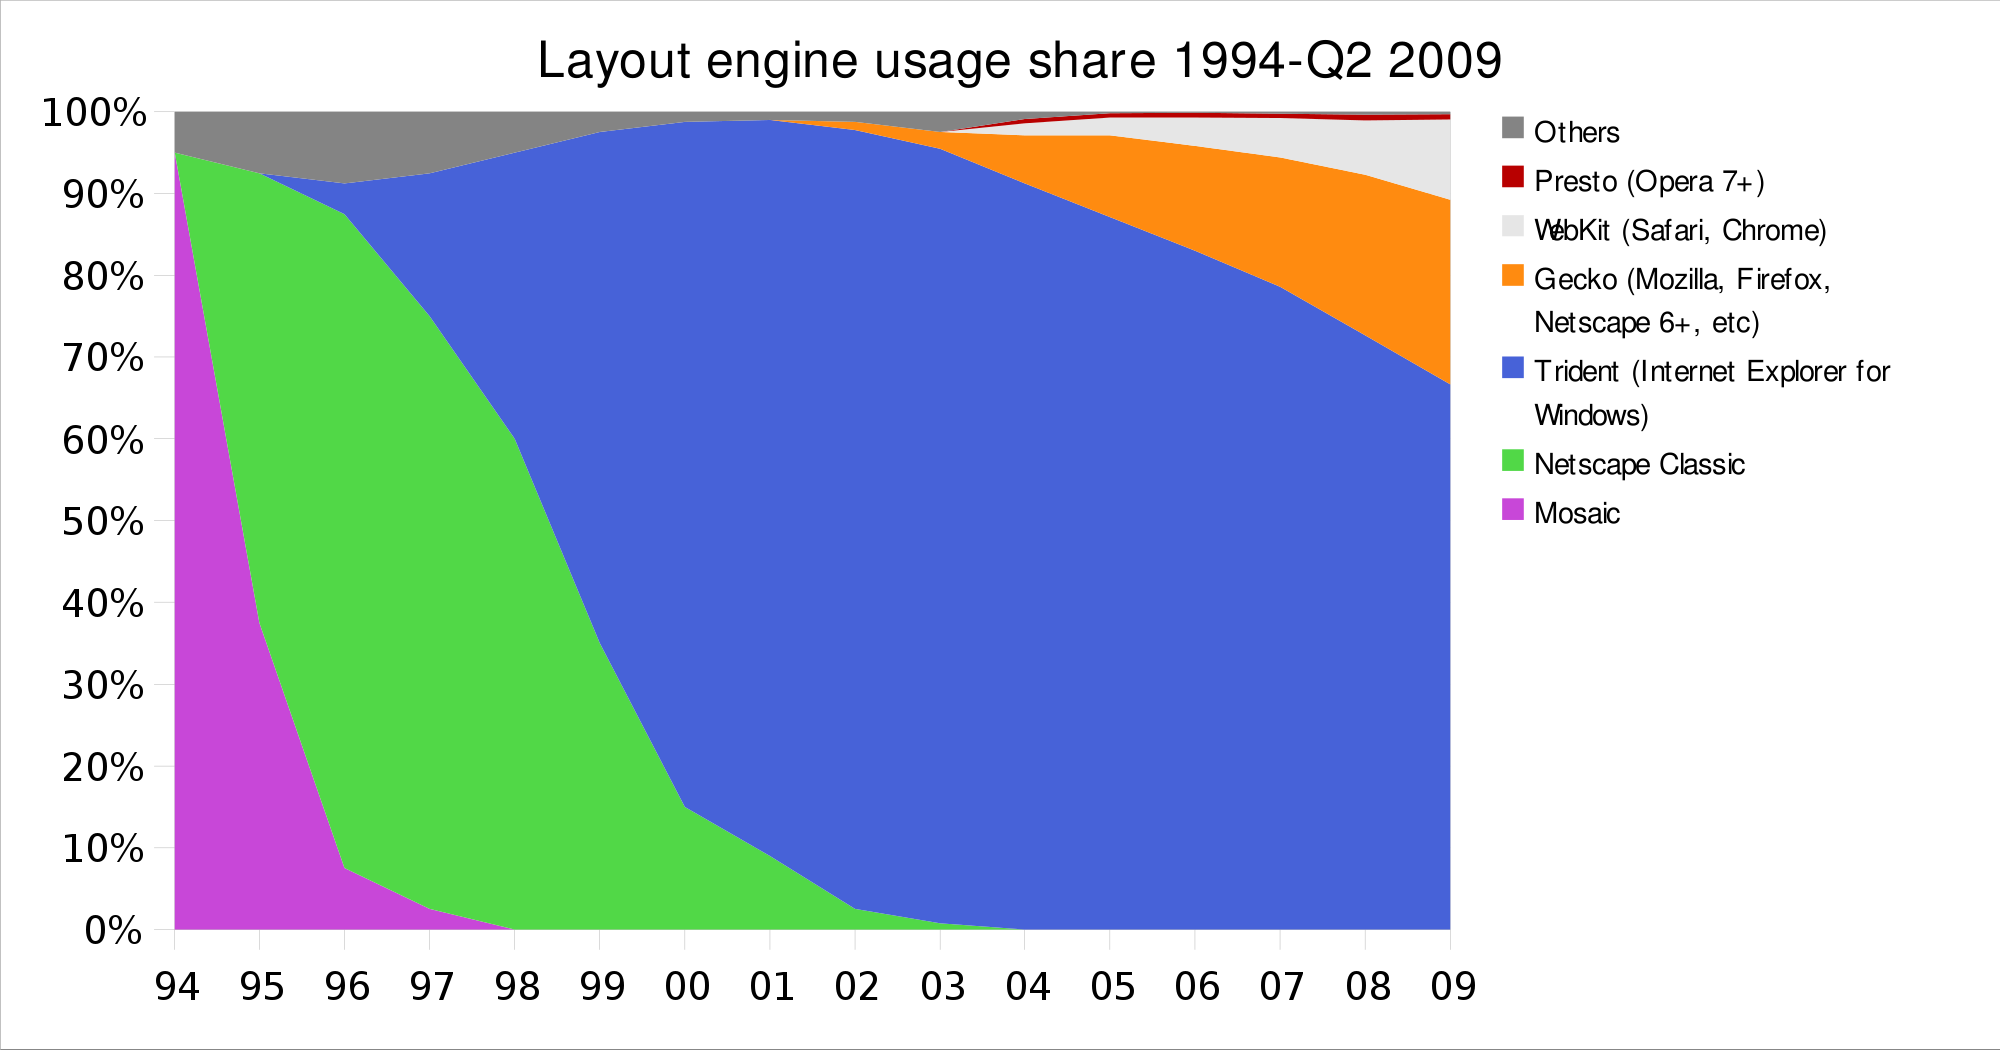 Layout engine usage share 1994-Q2 2009
100%
90%
80%
70%
60%
50%
40%
30%
20%
10%
0%
94 95 96 97 98 99 00 01 02 03 04 05 06 07 08 09
Others
Presto (Opera 7+)
WebKit (Safari, Chrome)
Gecko (Mozilla, Firefox,
Netscape 6+, etc)
Trident (Internet Explorer for
Windows)
Netscape Classic
Mosaic